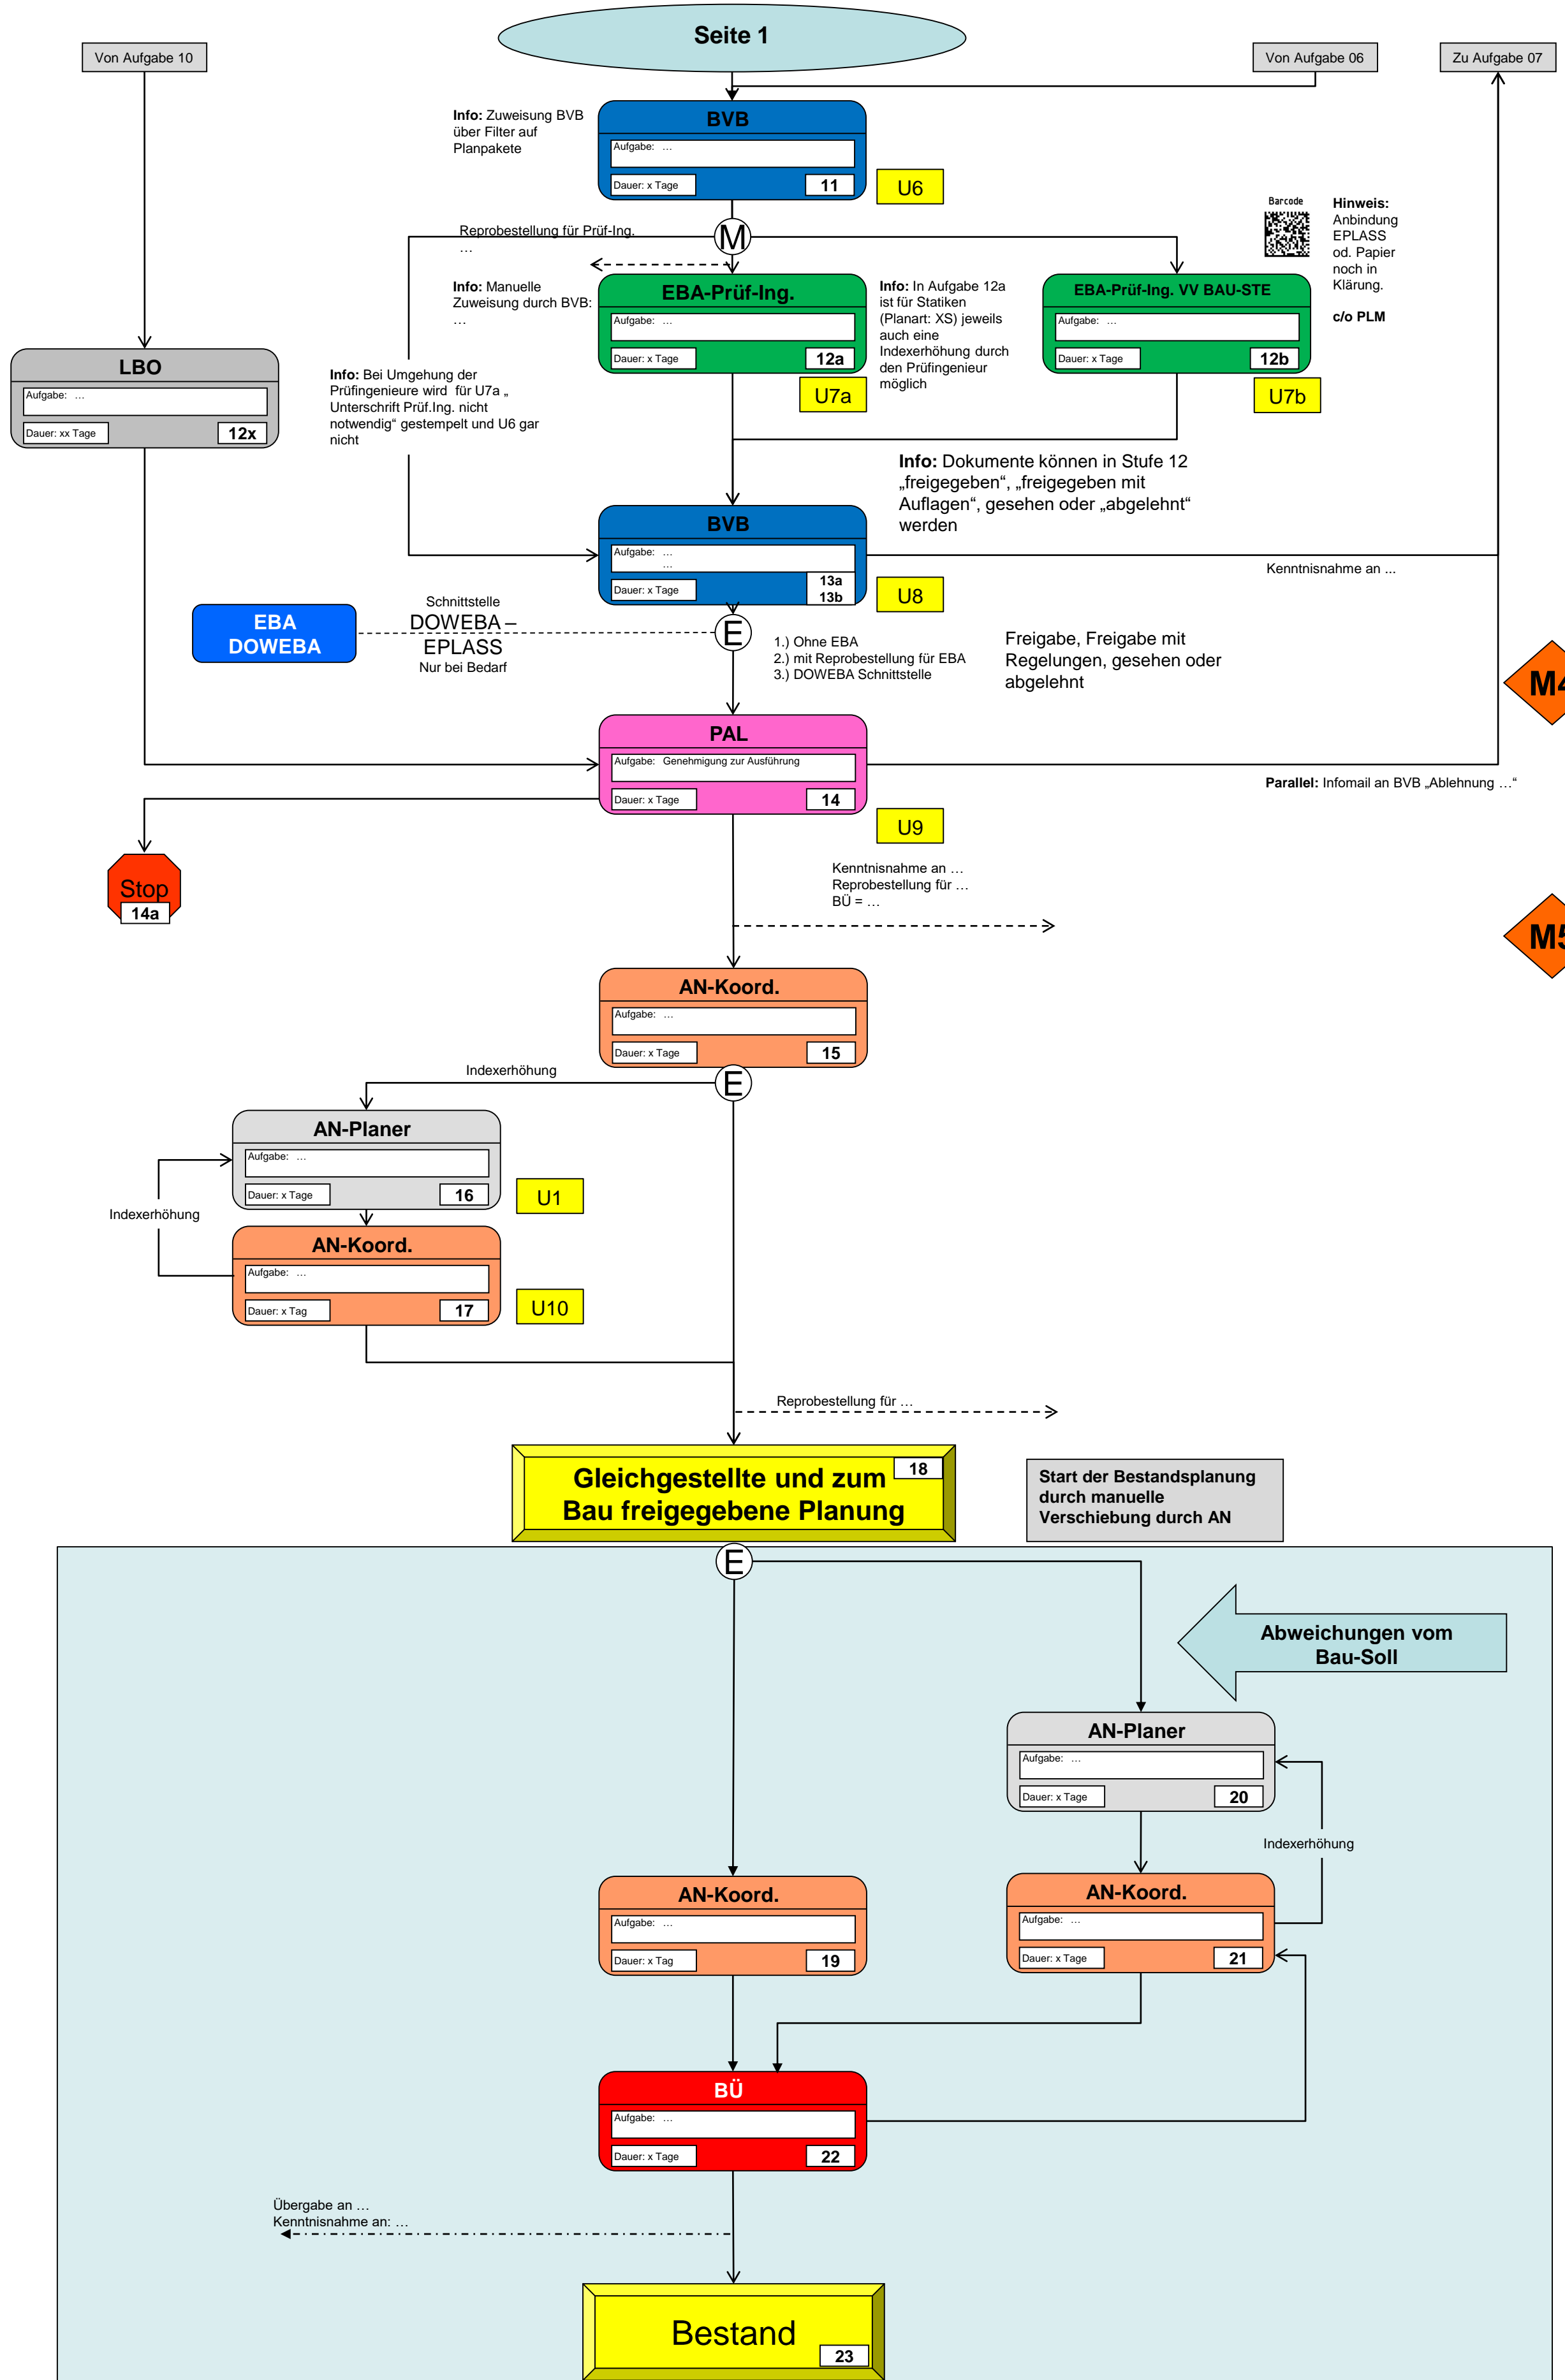 Seite 1
Von Aufgabe 10
Von Aufgabe 06
Zu Aufgabe 07
Info: Zuweisung BVB
über Filter auf
Planpakete
BVB
Aufgabe: …
Dauer: x Tage
11
U6
Barcode
Hinweis:
Anbindung
EPLASS
od. Papier
noch in
Klärung.
c/o PLM
M
Reprobestellung für Prüf-Ing.
…
Info: Manuelle
Zuweisung durch BVB:
…
EBA-Prüf-Ing.
Aufgabe: …
Dauer: x Tage
12a
U7a
Info: In Aufgabe 12a
ist für Statiken
(Planart: XS) jeweils
auch eine
Indexerhöhung durch
den Prüfingenieur
möglich
EBA-Prüf-Ing. VV BAU-STE
Aufgabe: …
Dauer: x Tage
12b
U7b
LBO
Aufgabe: …
Dauer: xx Tage
12x
Info: Bei Umgehung der
Prüfingenieure wird für U7a „
Unterschrift Prüf.Ing. nicht
notwendig“ gestempelt und U6 gar
nicht
Info: Dokumente können in Stufe 12
„freigegeben“, „freigegeben mit
Auflagen“, gesehen oder „abgelehnt“
werden
BVB
Aufgabe: …
…
Dauer: x Tage
13a
13b
U8
Kenntnisnahme an ...
EBA
DOWEBA
Schnittstelle
DOWEBA –
EPLASS
Nur bei Bedarf
E
1.) Ohne EBA
2.) mit Reprobestellung für EBA
3.) DOWEBA Schnittstelle
Freigabe, Freigabe mit
Regelungen, gesehen oder
abgelehnt
M4
PAL
Aufgabe: Genehmigung zur Ausführung
Dauer: x Tage
14
U9
Parallel: Infomail an BVB „Ablehnung …“
Stop
14a
Kenntnisnahme an …
Reprobestellung für …
BÜ = …
M5
AN-Koord.
Aufgabe: …
Dauer: x Tage
15
E
Indexerhöhung
AN-Planer
Aufgabe: …
Dauer: x Tage
16
U1
Indexerhöhung
AN-Koord.
Aufgabe: …
Dauer: x Tag
17
U10
Reprobestellung für …
Gleichgestellte und zum
Bau freigegebene Planung
18
Start der Bestandsplanung
durch manuelle
Verschiebung durch AN
E
Abweichungen vom
Bau-Soll
AN-Planer
Aufgabe: …
Dauer: x Tage
20
Indexerhöhung
AN-Koord.
Aufgabe: …
Dauer: x Tag
19
AN-Koord.
Aufgabe: …
Dauer: x Tage
21
BÜ
Aufgabe: …
Dauer: x Tage
22
Übergabe an …
Kenntnisnahme an: …
Bestand
23